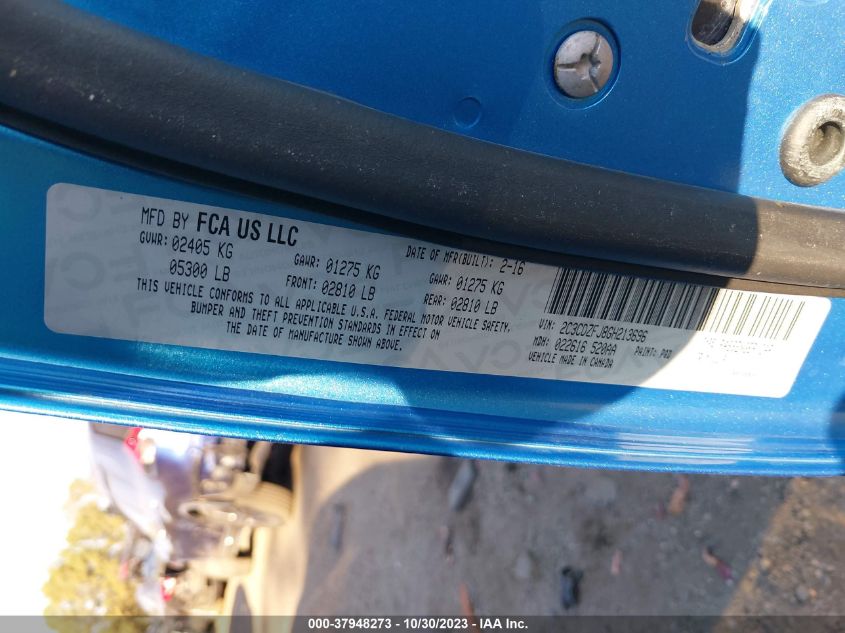 MFD BY FCA US LLC
DATE OF MFR(BUILT): 2-16
GVWR: 02405 KG
GAWR: 01275 KG
GAWR: 01275 KG
05300 LB
FRONT: 02810 LB
REAR: 02810 LB
THIS VEHICLE CONFORMS TO ALL APPLICABLE U.S.A. FEDERAL MOTOR VEHICLE SAFETY,
BUMPER AND THEFT PREVENTION STANDARDS IN EFFECT ON
THE DATE OF MANUFACTURE SHOWN ABOVE.
VIN: 2C3CDZFJ8GH213696
MDH: 022616 520AA
PAINT: PQD
VEHICLE MADE IN CANADA
000-37948273 - 10/30/2023 - IAA Inc.